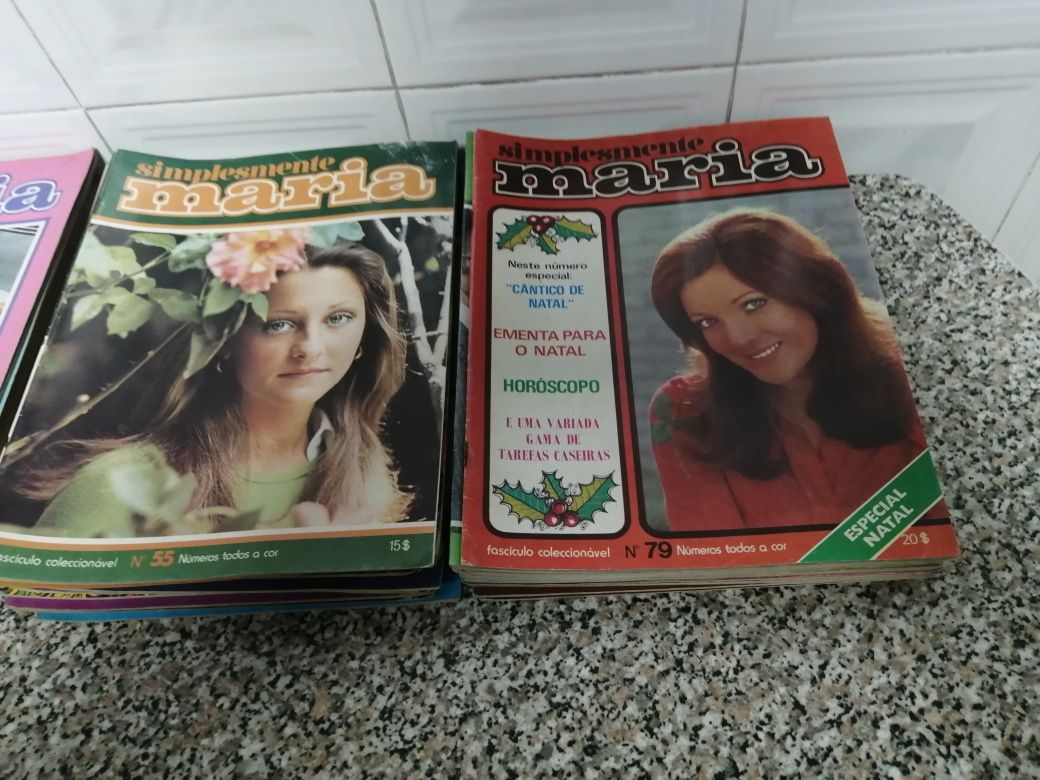 ia
simplesmente
maria
fascículo coleccionável Nº 55 Números todos a cor
15$
simplesmente
maria
Neste número
especial:
"CÂNTICO DE
NATAL"
EMENTA PARA
O NATAL
HORÓSCOPO
E UMA VARIADA
GAMA DE
TAREFAS CASEIRAS
fascículo coleccionável Nº 79 Números todos a cor
ESPECIAL
NATAL
20$